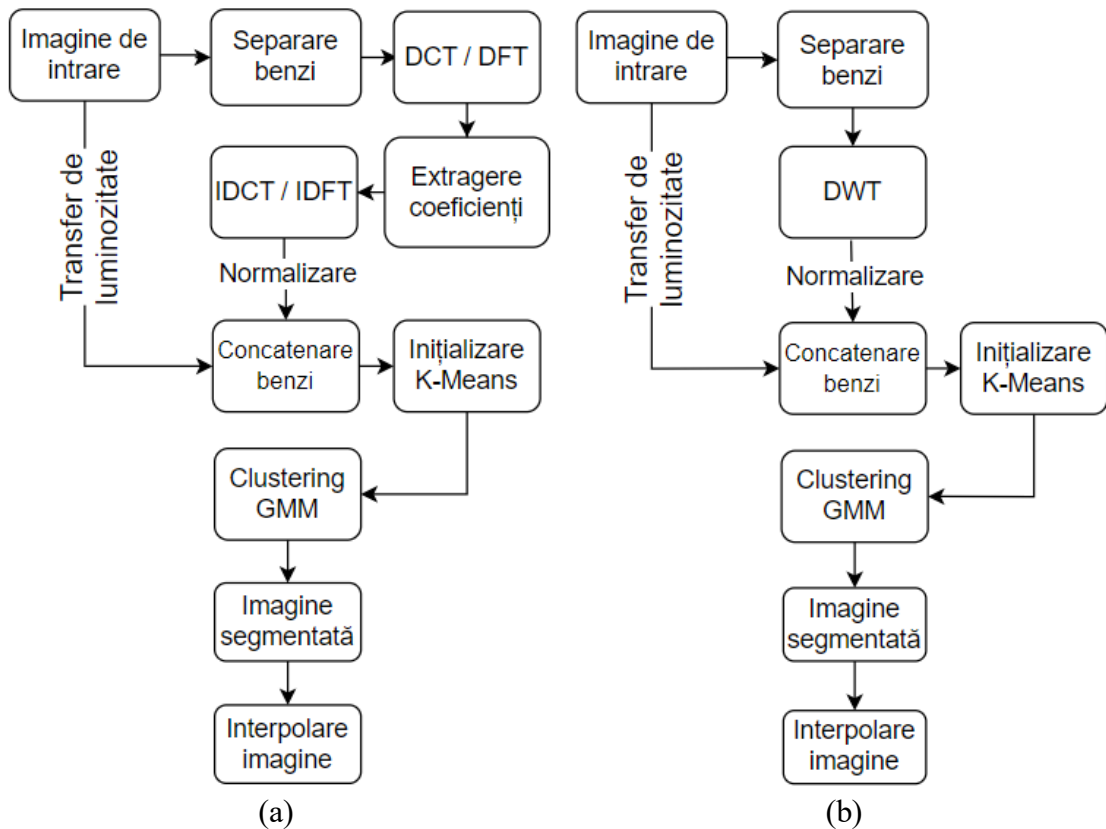 Imagine de
intrare
Separare
benzi
DCT / DFT
Transfer de
luminozitate
IDCT / IDFT
Extragere
coeficienți
Normalizare
Concatenare
benzi
Inițializare
K-Means
Clustering
GMM
Imagine
segmentată
Interpolare
imagine
(a)
Imagine de
intrare
Separare
benzi
Transfer de
luminozitate
DWT
Normalizare
Concatenare
benzi
Inițializare
K-Means
Clustering
GMM
Imagine
segmentată
Interpolare
imagine
(b)